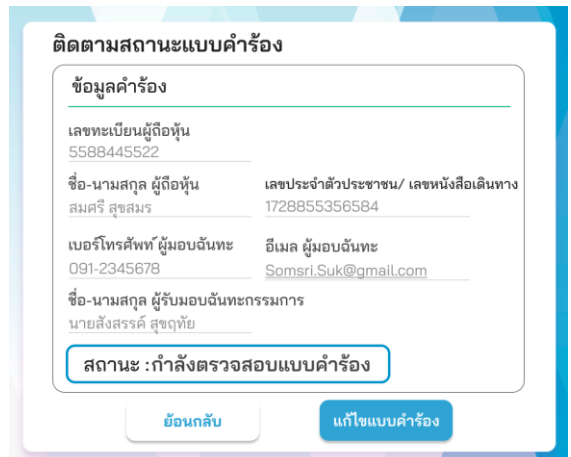 ติดตามสถานะแบบคำร้อง
ข้อมูลคำร้อง
เลขทะเบียนผู้ถือหุ้น
5588445522
ชื่อ-นามสกุล ผู้ถือหุ้น เลขประจำตัวประชาชน/ เลขหนังสือเดินทาง
สมศรี สุขสมร 1728855356584
เบอร์โทรศัพท์ ผู้มอบฉันทะ อีเมล ผู้มอบฉันทะ
091-2345678 Somsri.Suk@gmail.com
ชื่อ-นามสกุล ผู้รับมอบฉันทะกรรมการ
นายสังสรรค์ สุขฤทัย
สถานะ :กำลังตรวจสอบแบบคำร้อง
ย้อนกลับ แก้ไขแบบคำร้อง